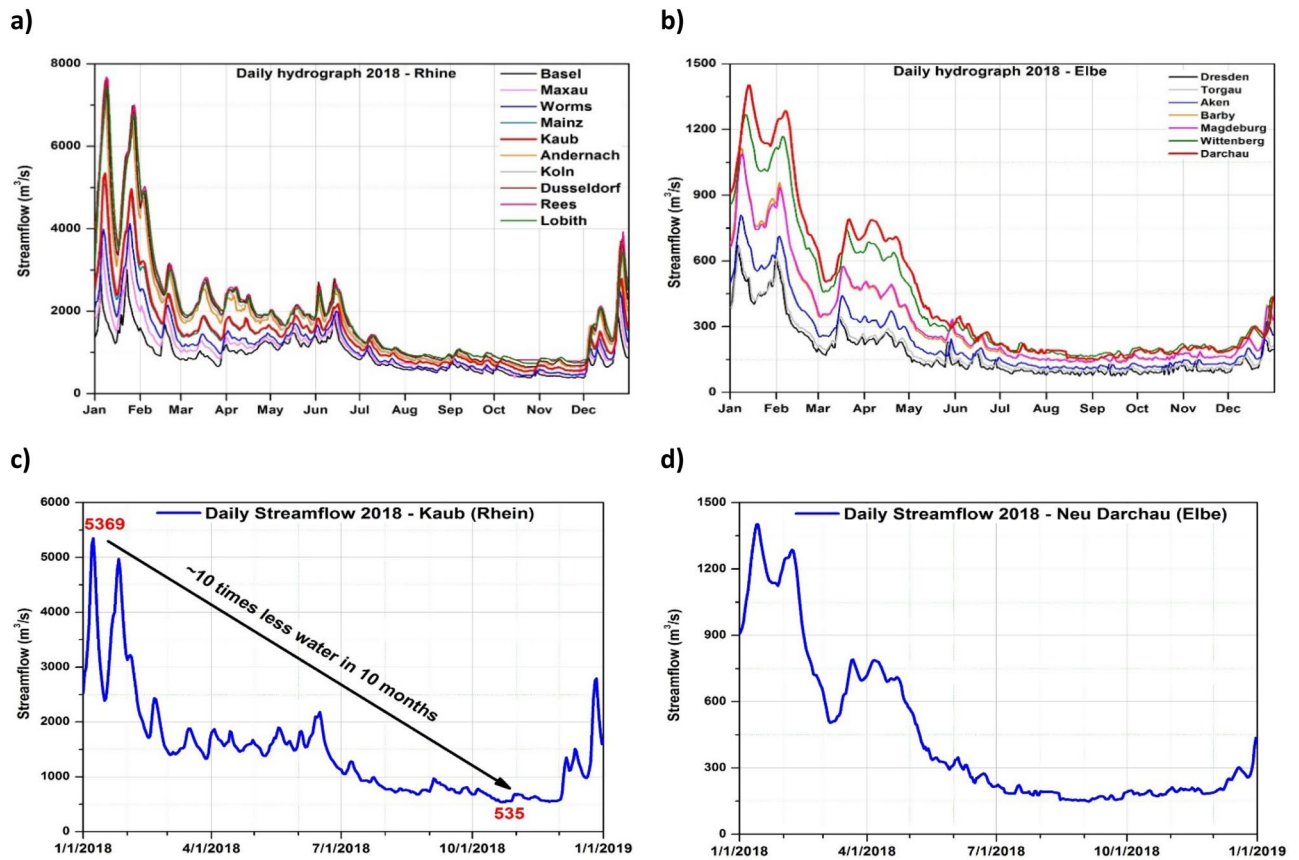 a)
Daily hydrograph 2018 - Rhine
Streamflow (m³/s)
8000
6000
4000
2000
0
Jan Feb Mar Apr May Jun Jul Aug Sep Oct Nov Dec
Basel
Maxau
Worms
Mainz
Kaub
Andernach
Koln
Dusseldorf
Rees
Lobith
b)
Daily hydrograph 2018 - Elbe
Streamflow (m³/s)
1500
1200
900
600
300
0
Jan Feb Mar Apr May Jun Jul Aug Sep Oct Nov Dec
Dresden
Torgau
Aken
Barby
Magdeburg
Wittenberg
Darchau
c)
Daily Streamflow 2018 - Kaub (Rhein)
Streamflow (m³/s)
6000
5000
4000
3000
2000
1000
0
5369
~10 times less water in 10 months
535
1/1/2018 4/1/2018 7/1/2018 10/1/2018 1/1/2019
d)
Daily Streamflow 2018 - Neu Darchau (Elbe)
Streamflow (m³/s)
1500
1200
900
600
300
0
1/1/2018 4/1/2018 7/1/2018 10/1/2018 1/1/2019